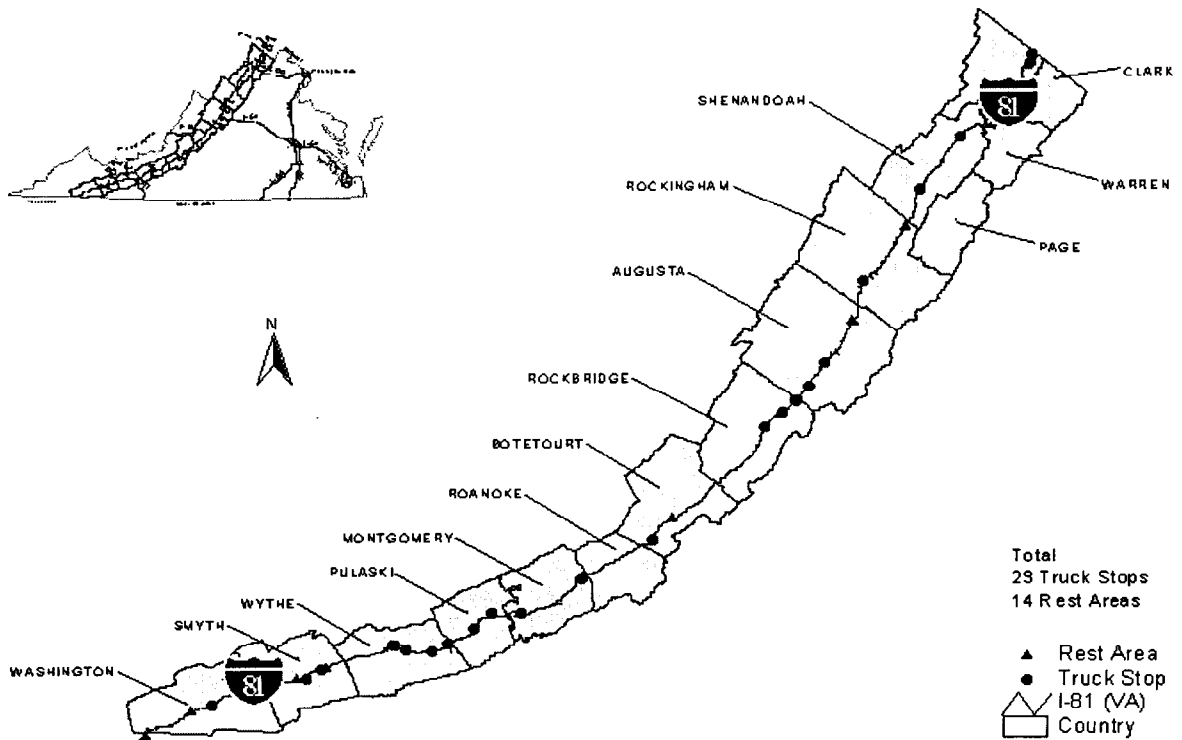 CLARK
81
SHENANDOAH
WARREN
ROCKINGHAM
PAGE
AUGUSTA
N
ROCKBRIDGE
BOTETOURT
ROANOKE
MONTGOMERY
PULASKI
WYTHE
SMYTH
WASHINGTON
81
Total
23 Truck Stops
14 Rest Areas
Rest Area
Truck Stop
I-81 (VA)
Country